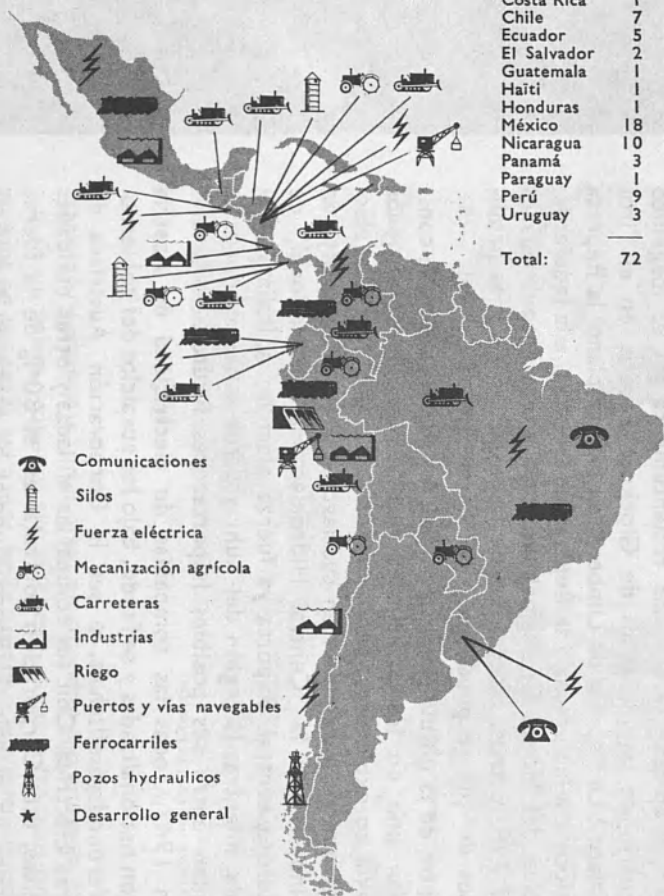 Costa Rica 1
Chile 7
Ecuador 5
El Salvador 2
Guatemala 1
Haïti 1
Honduras 1
México 18
Nicaragua 10
Panamá 3
Paraguay 1
Perú 9
Uruguay 3
Total: 72
Comunicaciones
Silos
Fuerza eléctrica
Mecanización agrícola
Carreteras
Industrias
Riego
Puertos y vías navegables
Ferrocarriles
Pozos hydraulicos
Desarrollo general